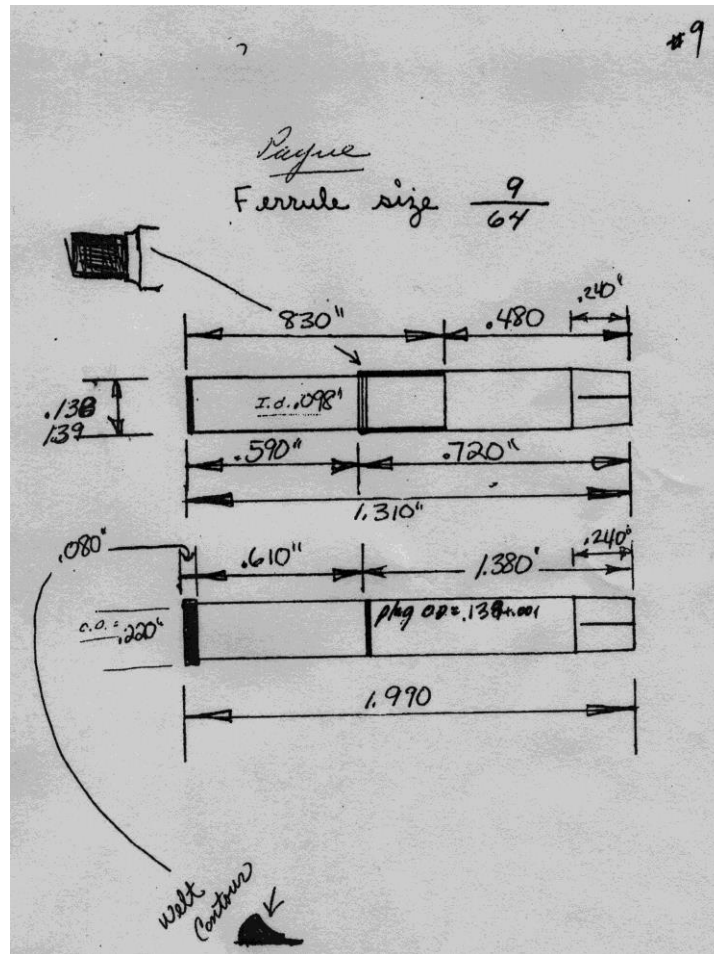 #9
Payne
Ferrule size 9/64
830" .480 .240"
.138
139
I.d. .098"
.590" .720"
1.310"
.080" .610" 1.380" .240"
O.D. = .220" plug OD = .138+.001
1.990
Welt
Contour